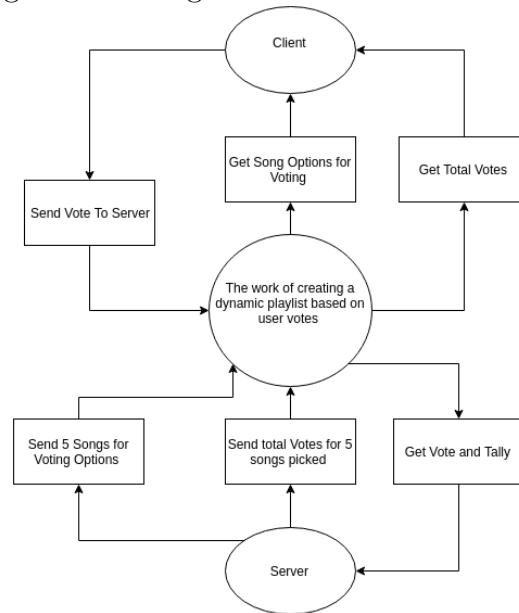 Client
Get Song Options for
Voting
Get Total Votes
Send Vote To Server
The work of creating a
dynamic playlist based on
user votes
Send 5 Songs for
Voting Options
Send total Votes for 5
songs picked
Get Vote and Tally
Server